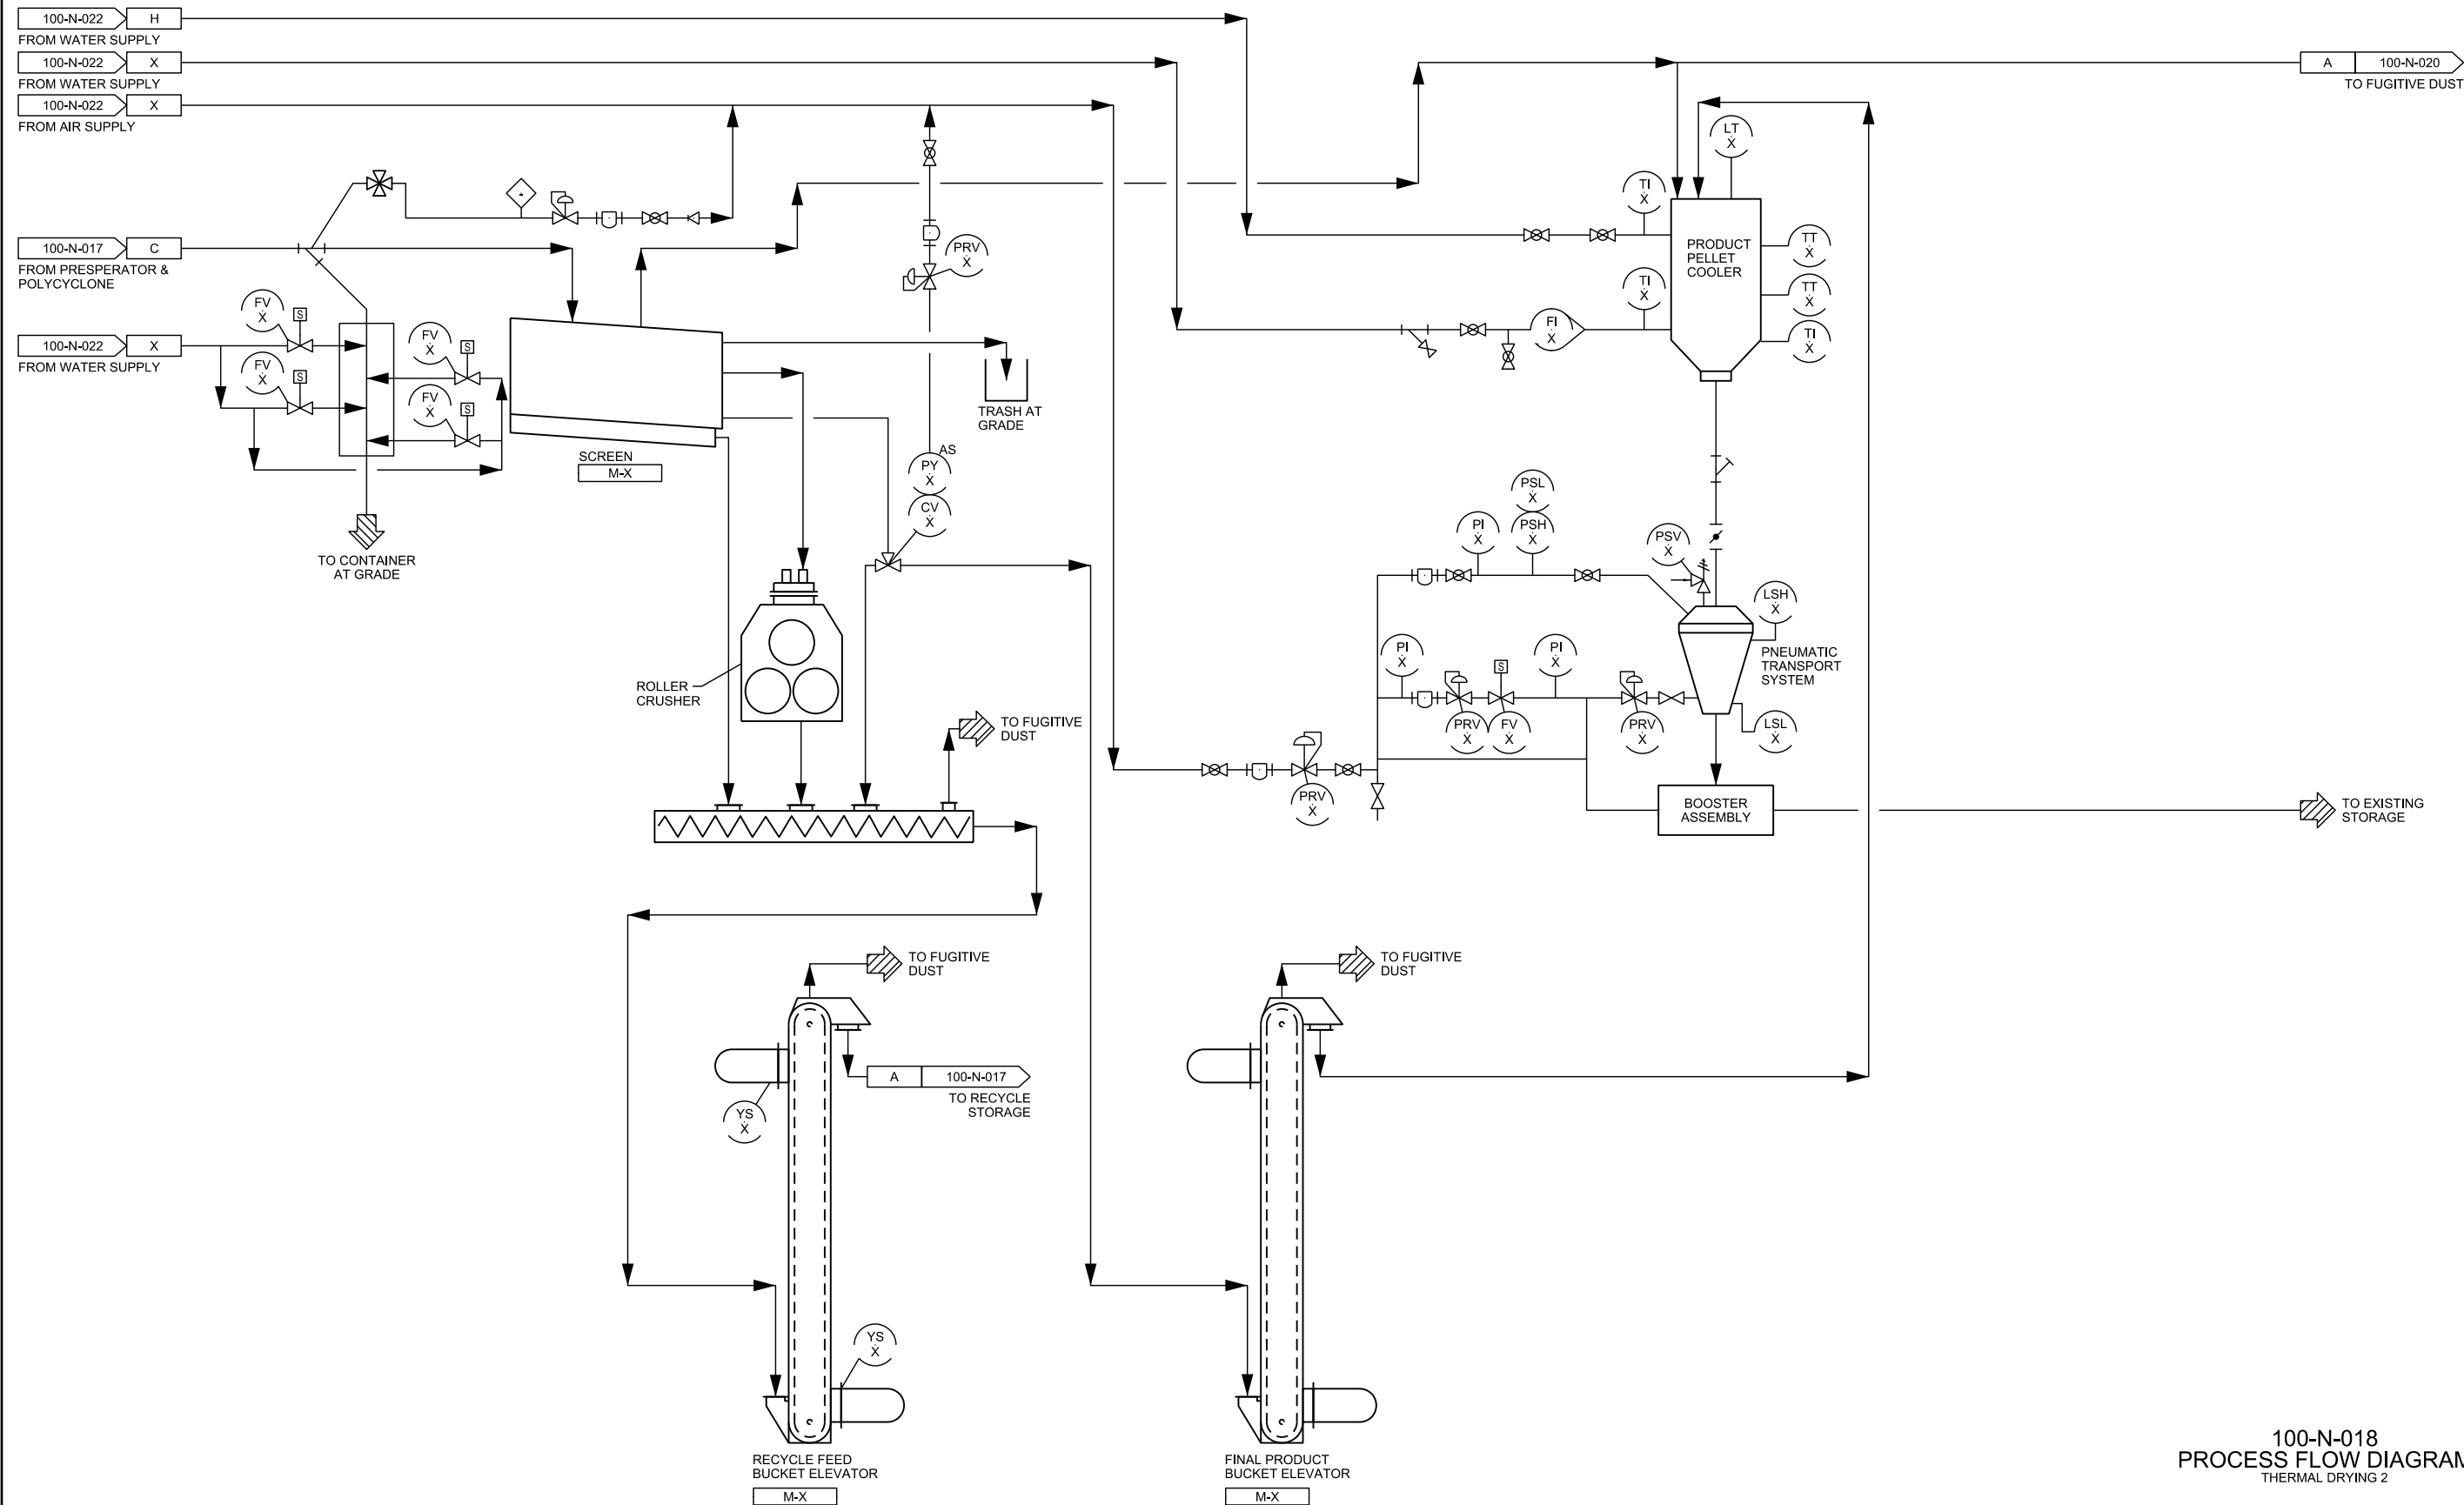 100-N-022 H
FROM WATER SUPPLY
100-N-022 X
FROM WATER SUPPLY
100-N-022 X
FROM AIR SUPPLY
A 100-N-020
TO FUGITIVE DUST
100-N-017 C
FROM PRESPERATOR &
POLYCYCLONE
100-N-022 X
FROM WATER SUPPLY
FV
X
S
FV
X
S
FV
X
S
FV
X
S
TO CONTAINER
AT GRADE
SCREEN
M-X
PRV
X
TRASH AT
GRADE
AS
PY
X
CV
X
ROLLER
CRUSHER
TO FUGITIVE
DUST
LT
X
TI
X
TI
X
FI
X
PRODUCT
PELLET
COOLER
TT
X
TT
X
TI
X
PSL
X
PI
X
PSH
X
PSV
X
LSH
X
PNEUMATIC
TRANSPORT
SYSTEM
PI
X
S
PI
X
PRV
X
FV
X
PRV
X
LSL
X
PRV
X
BOOSTER
ASSEMBLY
TO EXISTING
STORAGE
TO FUGITIVE
DUST
A 100-N-017
TO RECYCLE
STORAGE
YS
X
YS
X
RECYCLE FEED
BUCKET ELEVATOR
M-X
TO FUGITIVE
DUST
FINAL PRODUCT
BUCKET ELEVATOR
M-X
100-N-018
PROCESS FLOW DIAGRAM
THERMAL DRYING 2